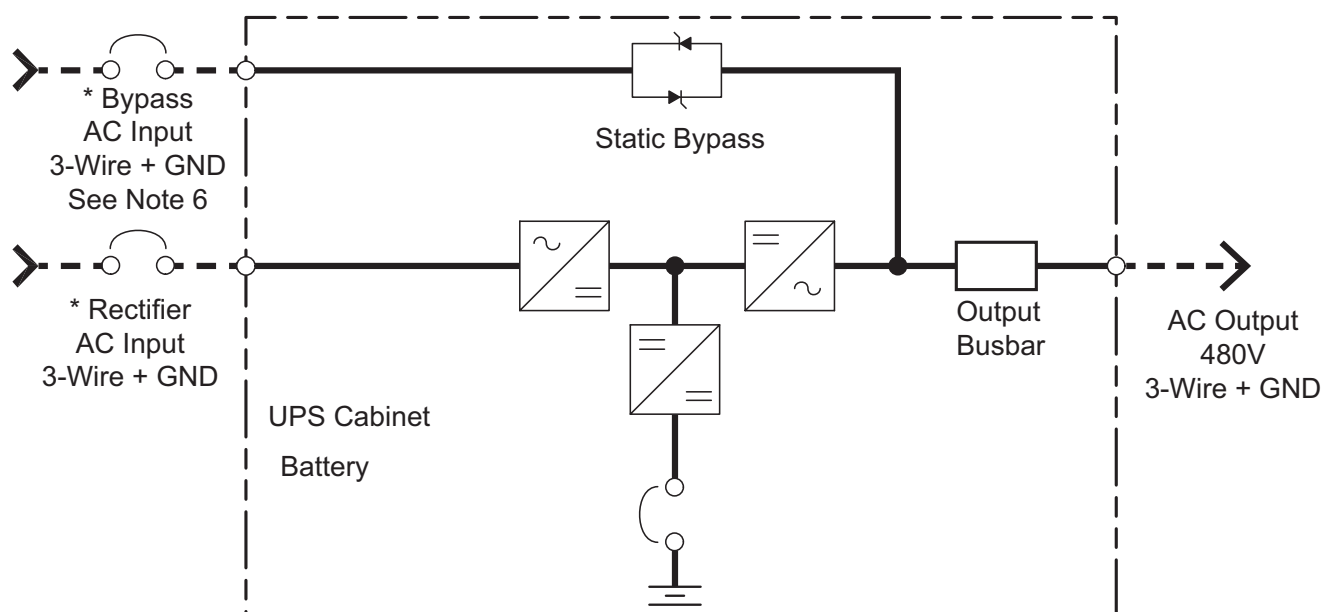 * Bypass
AC Input
3-Wire + GND
See Note 6
Static Bypass
* Rectifier
AC Input
3-Wire + GND
Output
Busbar
AC Output
480V
3-Wire + GND
UPS Cabinet
Battery